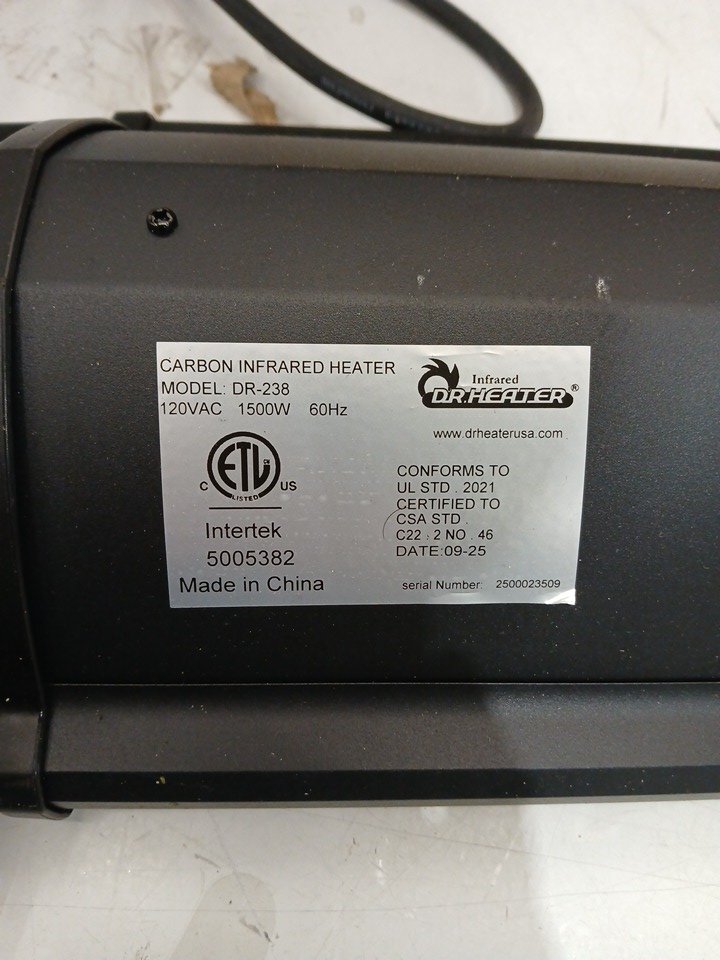 CARBON INFRARED HEATER
MODEL: DR-238
120VAC 1500W 60Hz
Infrared
DR.HEATER®
www.drheaterusa.com
ETL CM
C US
LISTED
Intertek
5005382
Made in China
CONFORMS TO
UL STD . 2021
CERTIFIED TO
CSA STD .
C22 . 2 NO . 46
DATE:09-25
serial Number: 2500023509